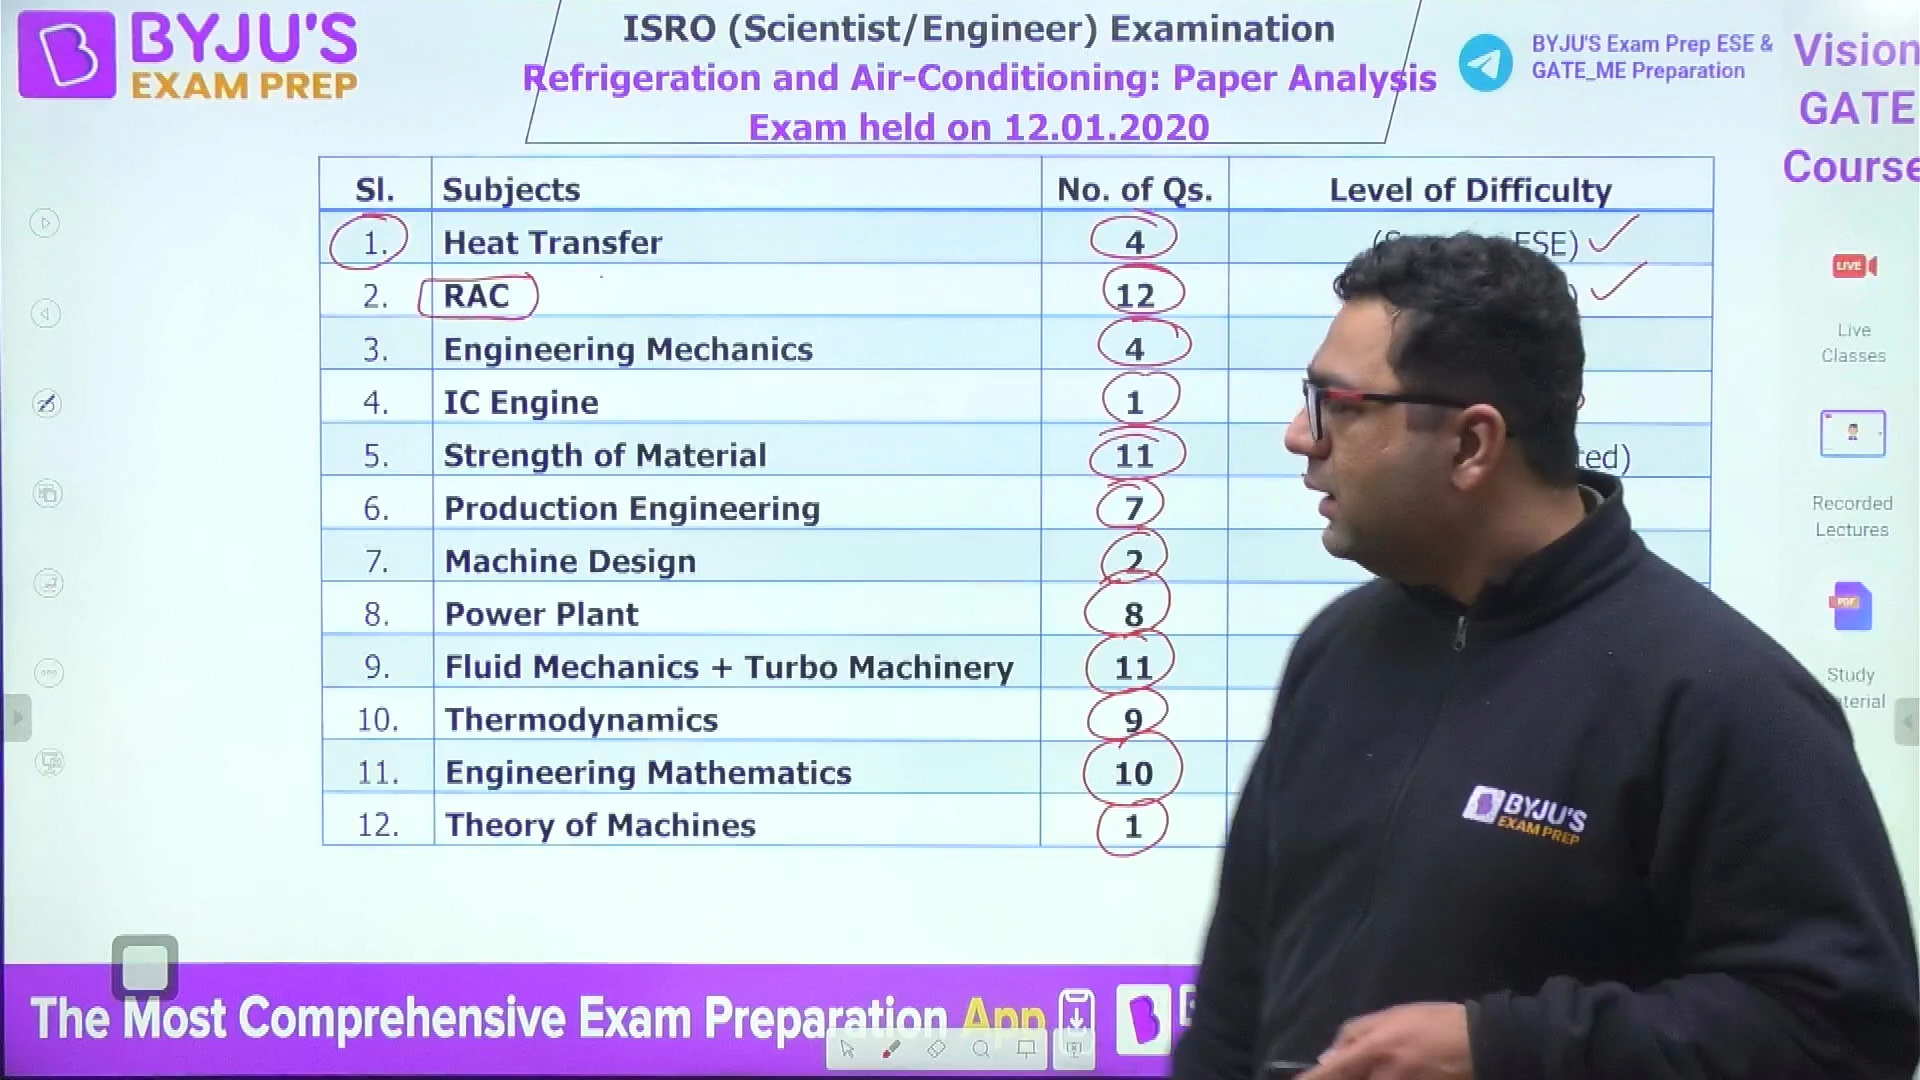 BYJU'S
EXAM PREP
ISRO (Scientist/Engineer) Examination
Refrigeration and Air-Conditioning: Paper Analysis
Exam held on 12.01.2020
BYJU'S Exam Prep ESE &
GATE_ME Preparation
Vision
GATE
Course
Sl. Subjects No. of Qs. Level of Difficulty
1. Heat Transfer 4 ESE)
2. RAC 12 )
3. Engineering Mechanics 4
4. IC Engine 1
5. Strength of Material 11
6. Production Engineering 7
7. Machine Design 2
8. Power Plant 8
9. Fluid Mechanics + Turbo Machinery 11
10. Thermodynamics 9
11. Engineering Mathematics 10
12. Theory of Machines 1
LIVE
Live
Classes
Recorded
Lectures
PDF
Study
BYJU'S
EXAM PREP
The Most Comprehensive Exam Preparation App